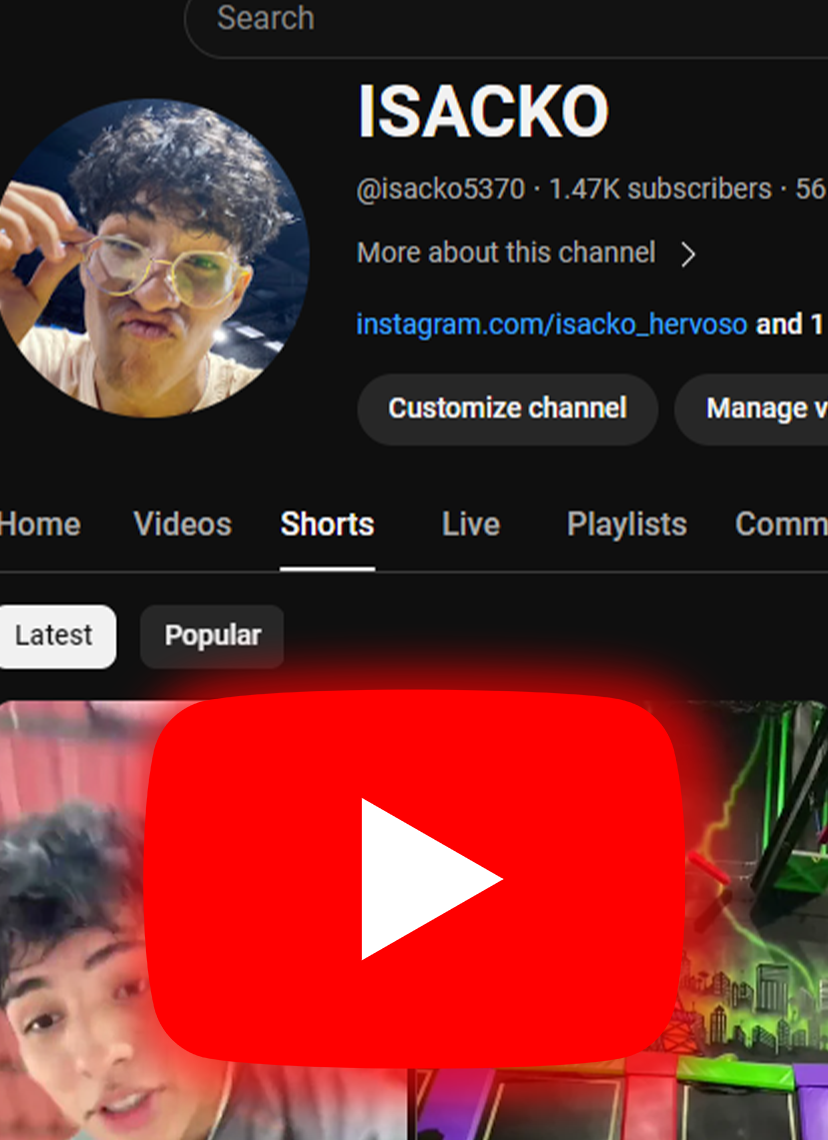 Search
ISACKO
@isacko5370 · 1.47K subscribers · 56
More about this channel
instagram.com/isacko_hervoso and 1
Customize channel Manage v
Home Videos Shorts Live Playlists Comm
Latest Popular